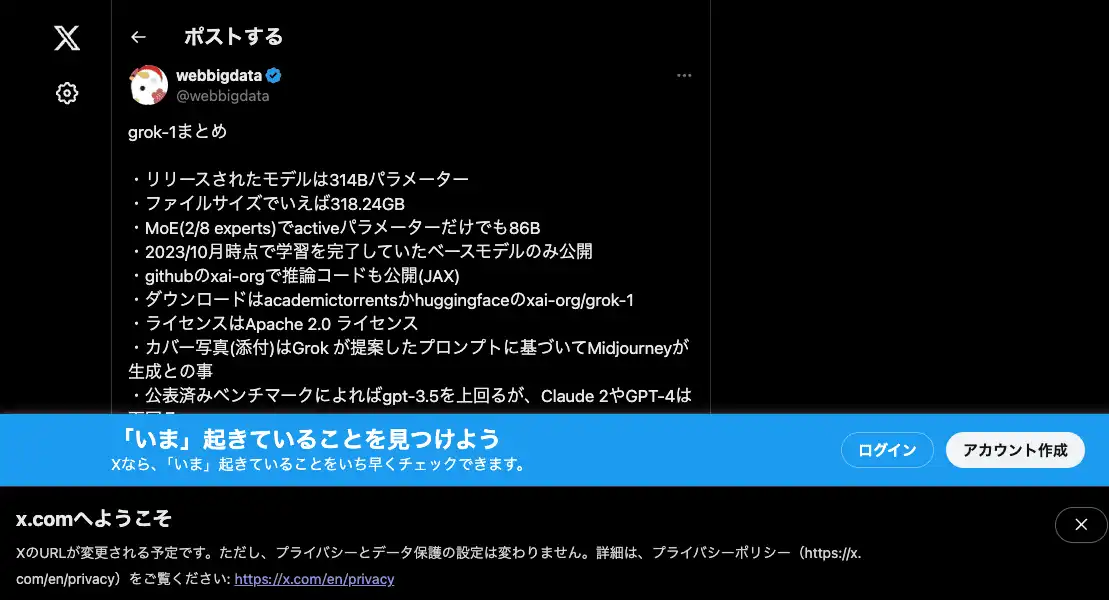 ポストする
webbigdata
@webbigdata
grok-1まとめ
・リリースされたモデルは314Bパラメーター
・ファイルサイズでいえば318.24GB
・MoE(2/8 experts)でactiveパラメーターだけでも86B
・2023/10月時点で学習を完了していたベースモデルのみ公開
・githubのxai-orgで推論コードも公開(JAX)
・ダウンロードはacademictorrentsかhuggingfaceのxai-org/grok-1
・ライセンスはApache 2.0 ライセンス
・カバー写真(添付)はGrok が提案したプロンプトに基づいてMidjourneyが
生成との事
・公表済みベンチマークによればgpt-3.5を上回るが、Claude 2やGPT-4は
「いま」起きていることを見つけよう
Xなら、「いま」起きていることをいち早くチェックできます。
ログイン
アカウント作成
x.comへようこそ
XのURLが変更される予定です。ただし、プライバシーとデータ保護の設定は変わりません。詳細は、プライバシーポリシー（https://x.
com/en/privacy）をご覧ください: https://x.com/en/privacy